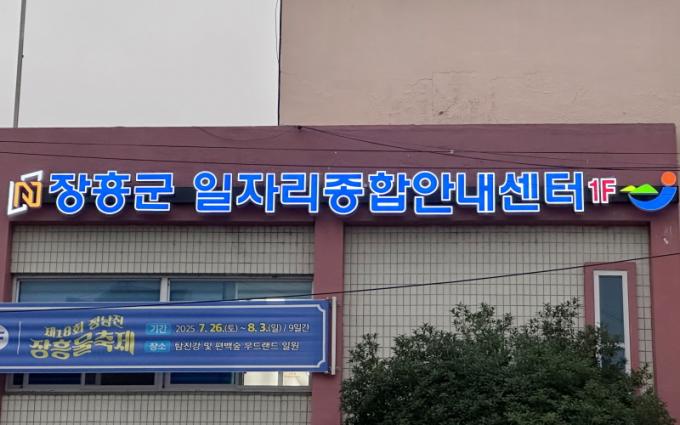 장흥군 일자리종합안내센터 1F
제18회 정남진
장흥물축제
기간 2025 7. 26.(토) ~ 8. 3.(일) / 9일간
장소 탐진강 및 편백숲 우드랜드 일원